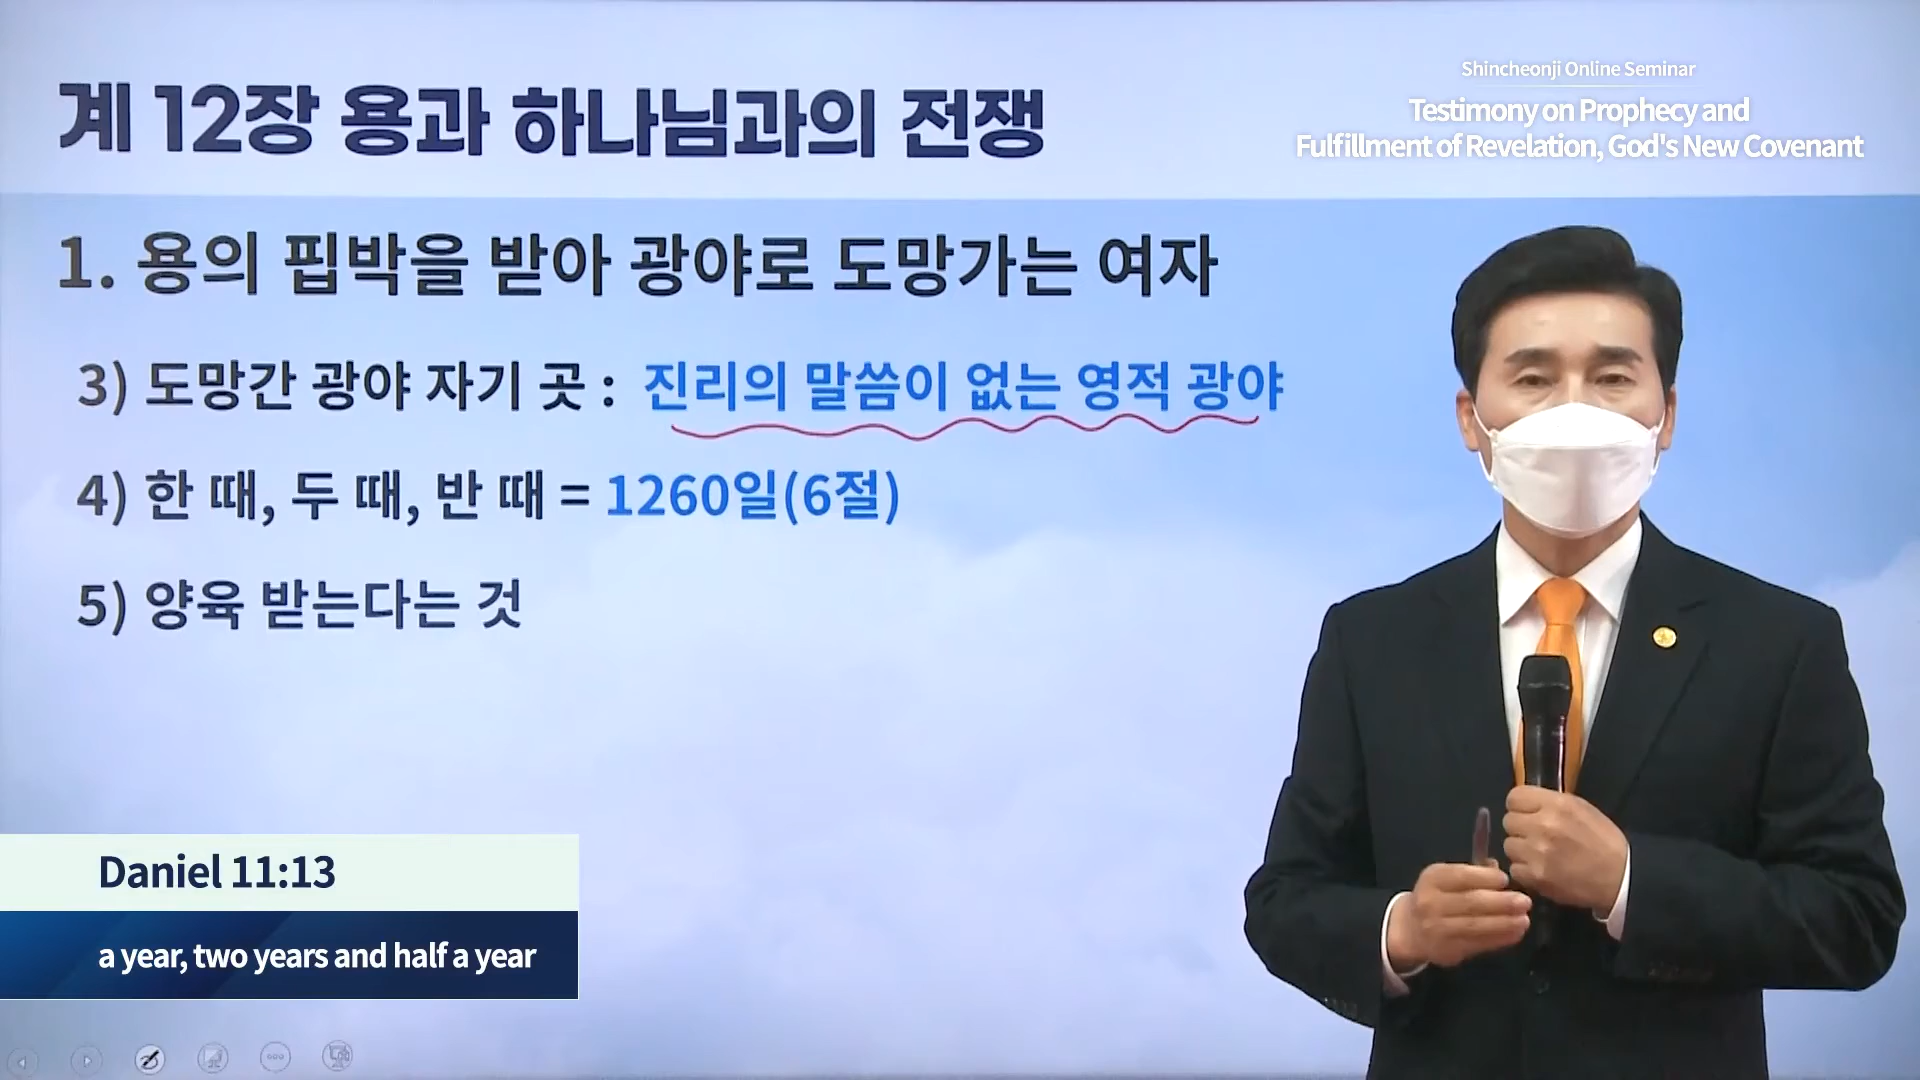 계 12장 용과 하나님과의 전쟁
Shincheonji Online Seminar
Testimony on Prophecy and
Fulfillment of Revelation, God's New Covenant
1. 용의 핍박을 받아 광야로 도망가는 여자
3) 도망간 광야 자기 곳 : 진리의 말씀이 없는 영적 광야
4) 한 때, 두 때, 반 때 = 1260일(6절)
5) 양육 받는다는 것
Daniel 11:13
a year, two years and half a year